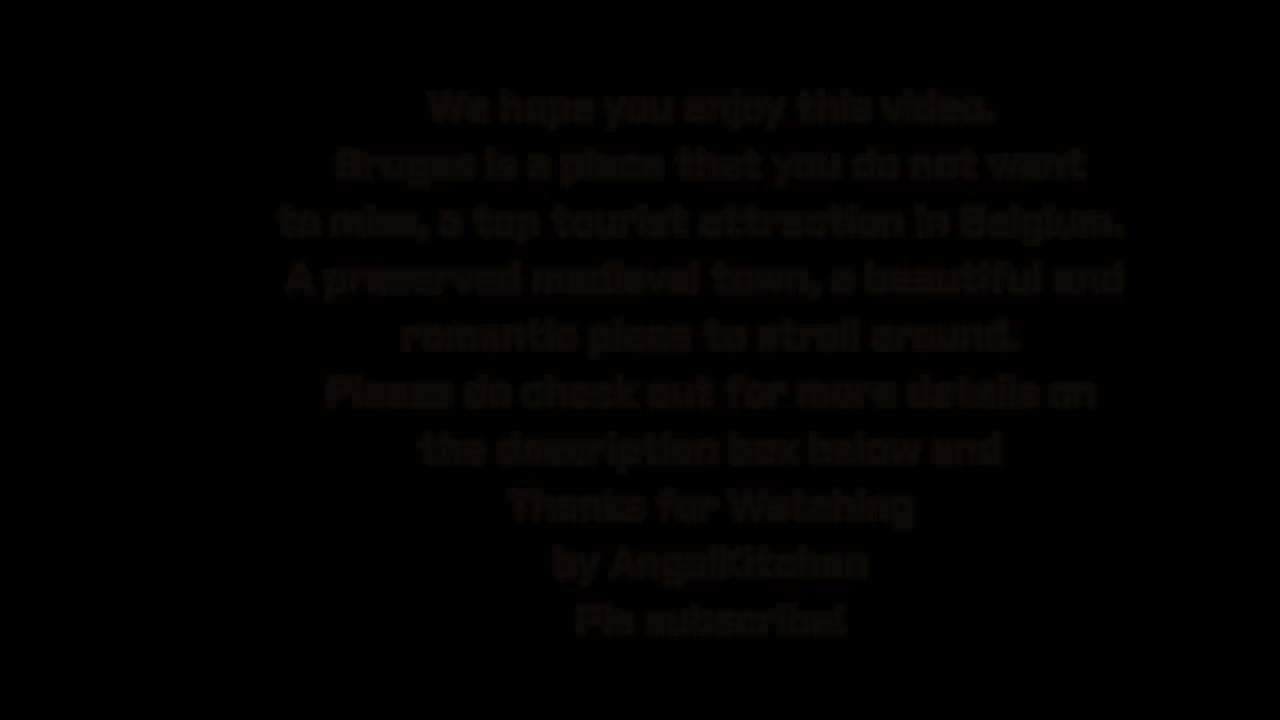 We hope you enjoy this video.
Bruges is a place that you do not want
to miss, a top tourist attraction in Belgium.
A preserved medieval town, a beautiful and
romantic place to stroll around.
Please do check out for more details on
the description box below and
Thanks for Watching
by AngelKitchen
Pls subscribe!